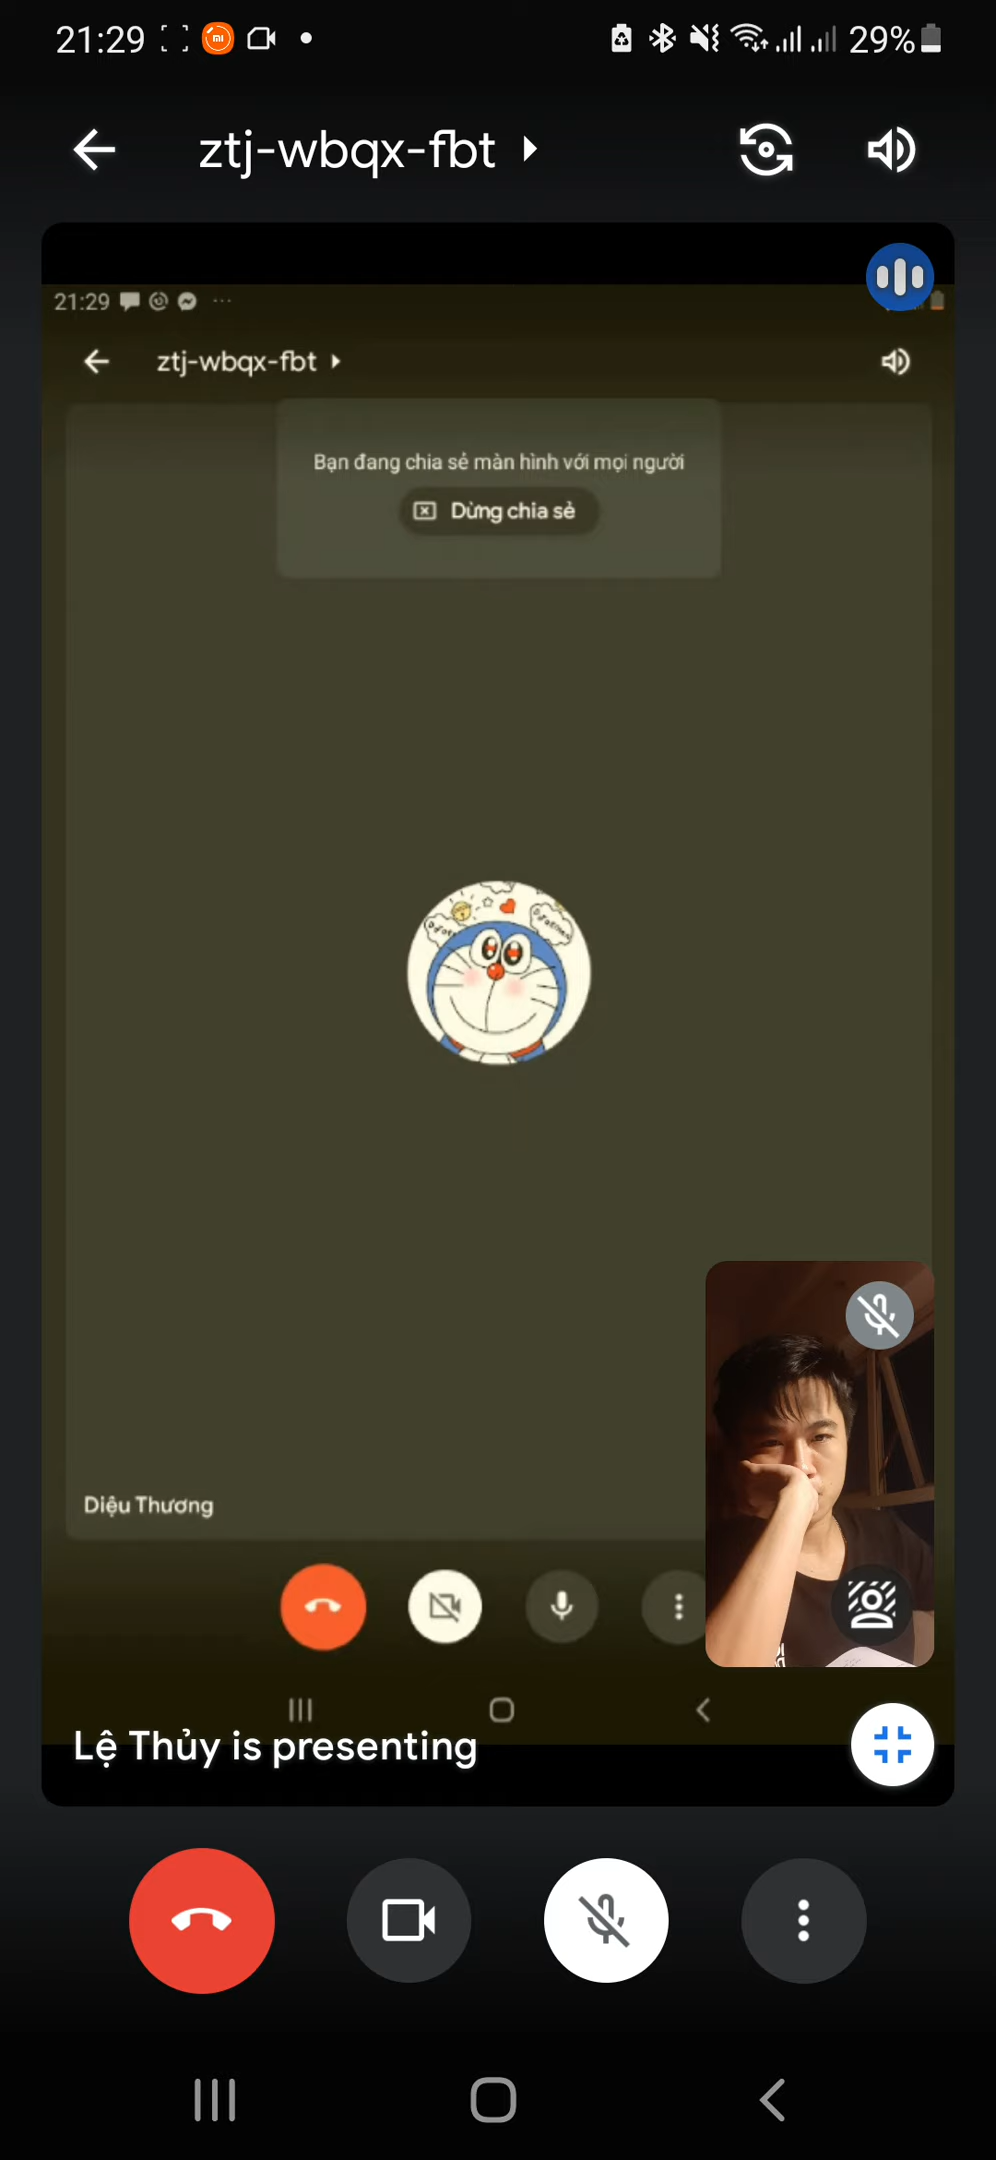 21:29
29%
ztj-wbqx-fbt
21:29
ztj-wbqx-fbt
Bạn đang chia sẻ màn hình với mọi người
Dừng chia sẻ
Diệu Thương
Lệ Thủy is presenting